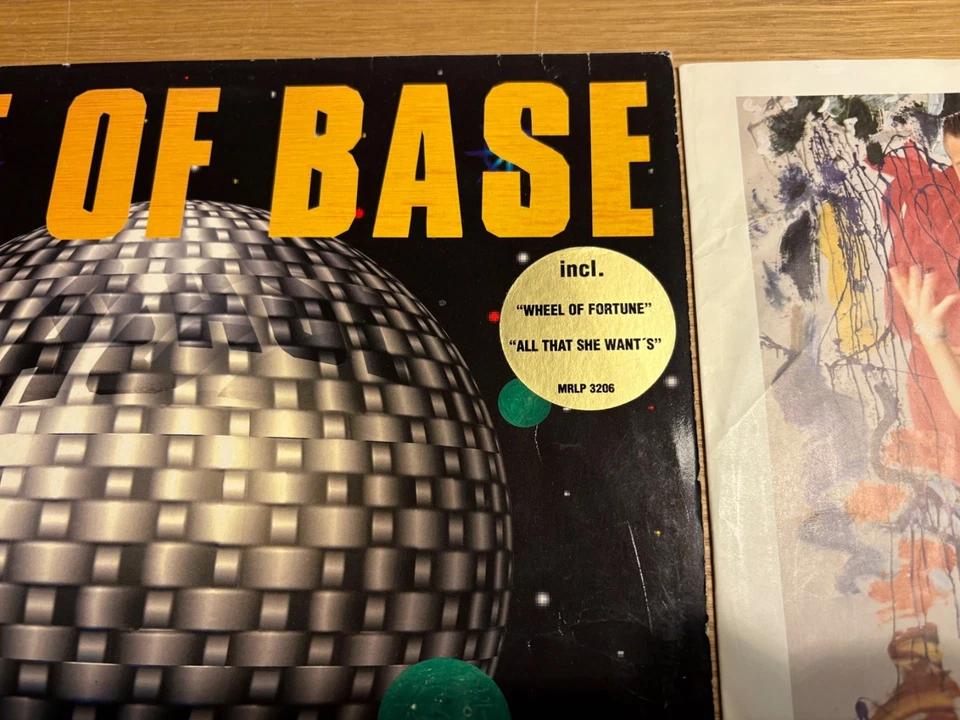 OF BASE
incl.
“WHEEL OF FORTUNE”
“ALL THAT SHE WANT´S”
MRLP 3206